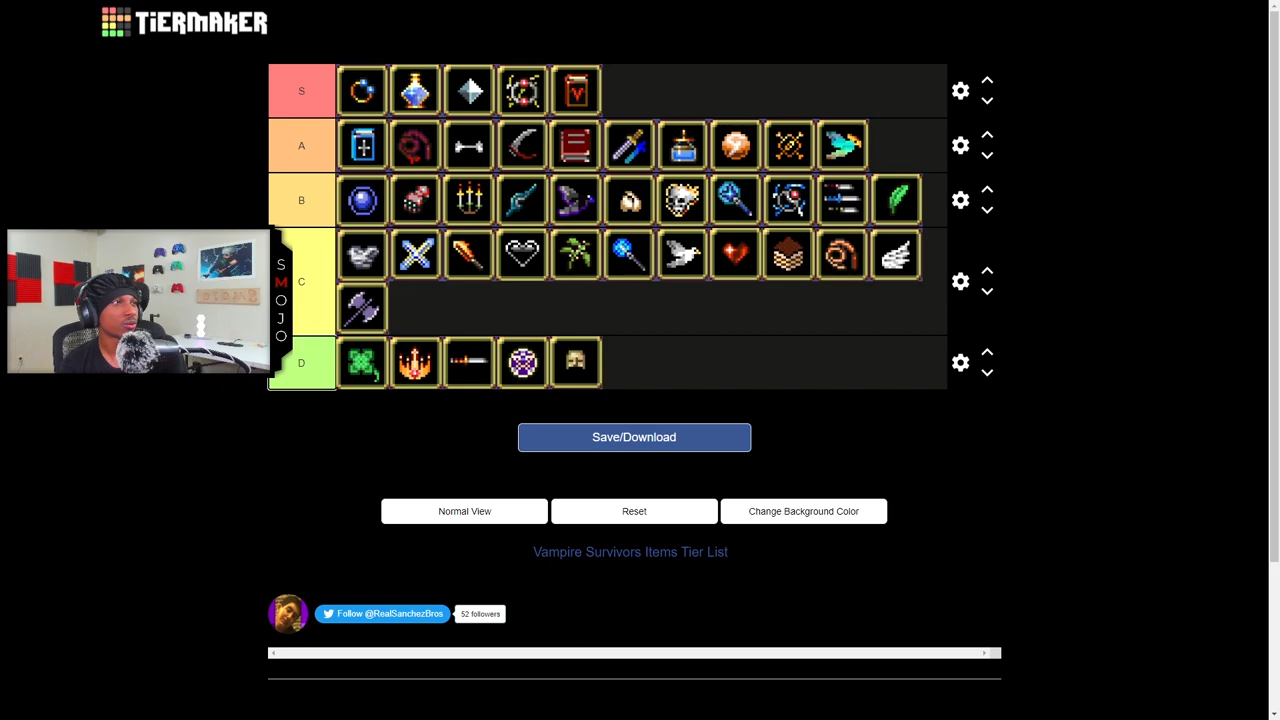 TiERMAKER
S
A
B
C
D
S
M
O
J
O
Save/Download
Normal View
Reset
Change Background Color
Vampire Survivors Items Tier List
Follow @RealSanchezBros
52 followers